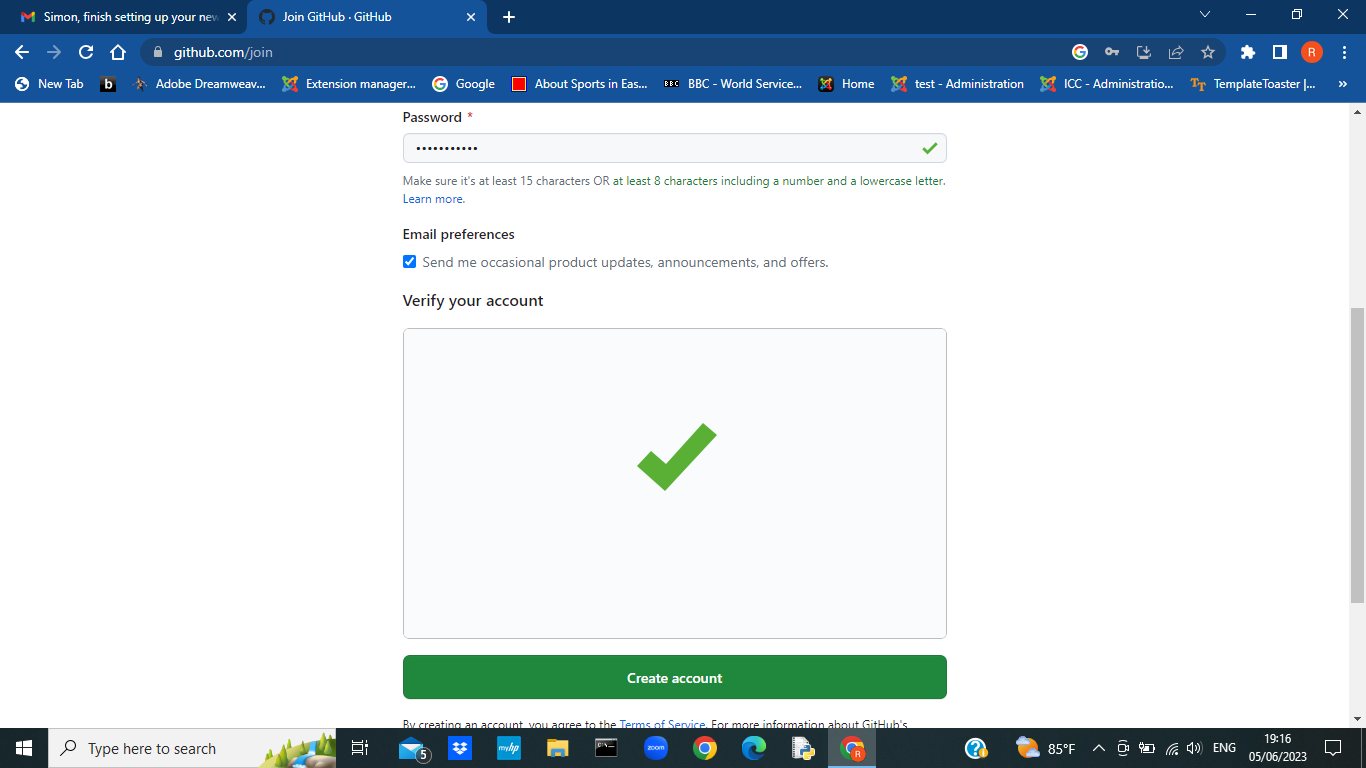 Simon, finish setting up your new
Join GitHub · GitHub
github.com/join
R
New Tab
b
Adobe Dreamweav...
Extension manager...
Google
About Sports in Eas...
BBC
BBC - World Service...
Home
test - Administration
ICC - Administratio...
TT
TemplateToaster |...
»
Password *
•••••••••••
Make sure it's at least 15 characters OR at least 8 characters including a number and a lowercase letter.
Learn more.
Email preferences
Send me occasional product updates, announcements, and offers.
Verify your account
Create account
By creating an account, you agree to the Terms of Service. For more information about GitHub's
Type here to search
5
myhp
zoom
R
85°F
ENG
19:16
05/06/2023